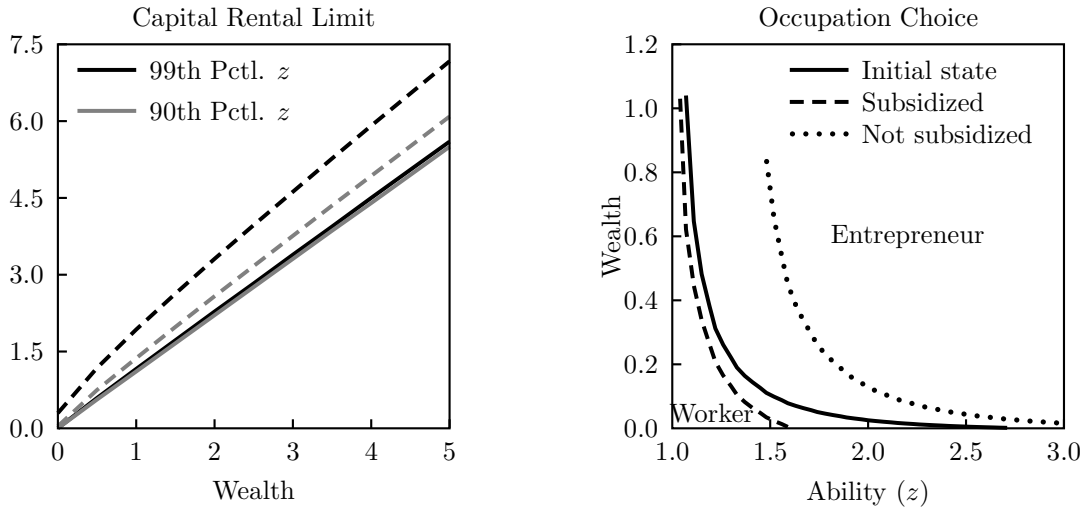 Capital Rental Limit
7.5
6.0
4.5
3.0
1.5
0.0
99th Pctl. z
90th Pctl. z
0 1 2 3 4 5
Wealth
Occupation Choice
1.2
1.0
0.8
0.6
0.4
0.2
0.0
Wealth
Initial state
Subsidized
Not subsidized
Entrepreneur
Worker
1.0 1.5 2.0 2.5 3.0
Ability (z)